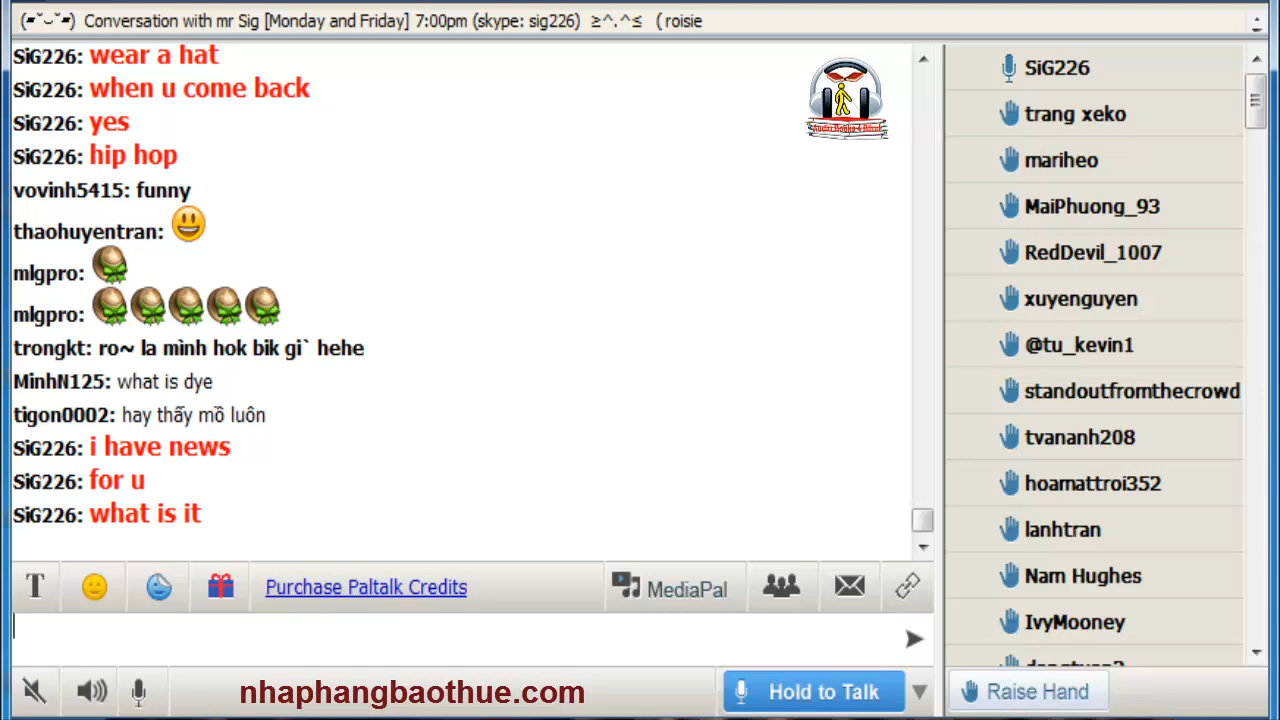 (▰˘◡˘▰) Conversation with mr Sig [Monday and Friday] 7:00pm (skype: sig226) ≥^.^≤ ( roisie
SiG226: wear a hat
SiG226: when u come back
SiG226: yes
SiG226: hip hop
vovinh5415: funny
thaohuyentran:
mlgpro:
mlgpro:
trongkt: ro~ la mình hok bik gi` hehe
MinhN125: what is dye
tigon0002: hay thấy mồ luôn
SiG226: i have news
SiG226: for u
SiG226: what is it
Audio Books 4 Blind
SiG226
trang xeko
mariheo
MaiPhuong_93
RedDevil_1007
xuyenguyen
@tu_kevin1
standoutfromthecrowd
tvananh208
hoamattroi352
lanhtran
Nam Hughes
IvyMooney
T
Purchase Paltalk Credits
MediaPal
nhaphangbaothue.com
Hold to Talk
Raise Hand